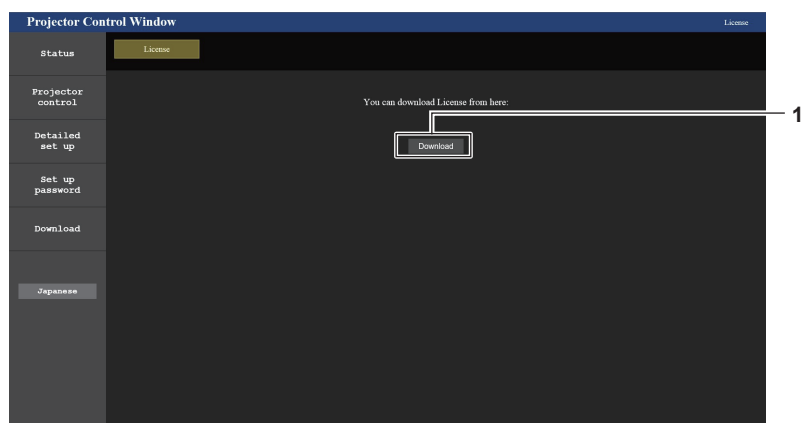 Projector Control Window
License
Status
License
Projector
control
You can download License from here:
1
Detailed
set up
Download
Set up
password
Download
Japanese